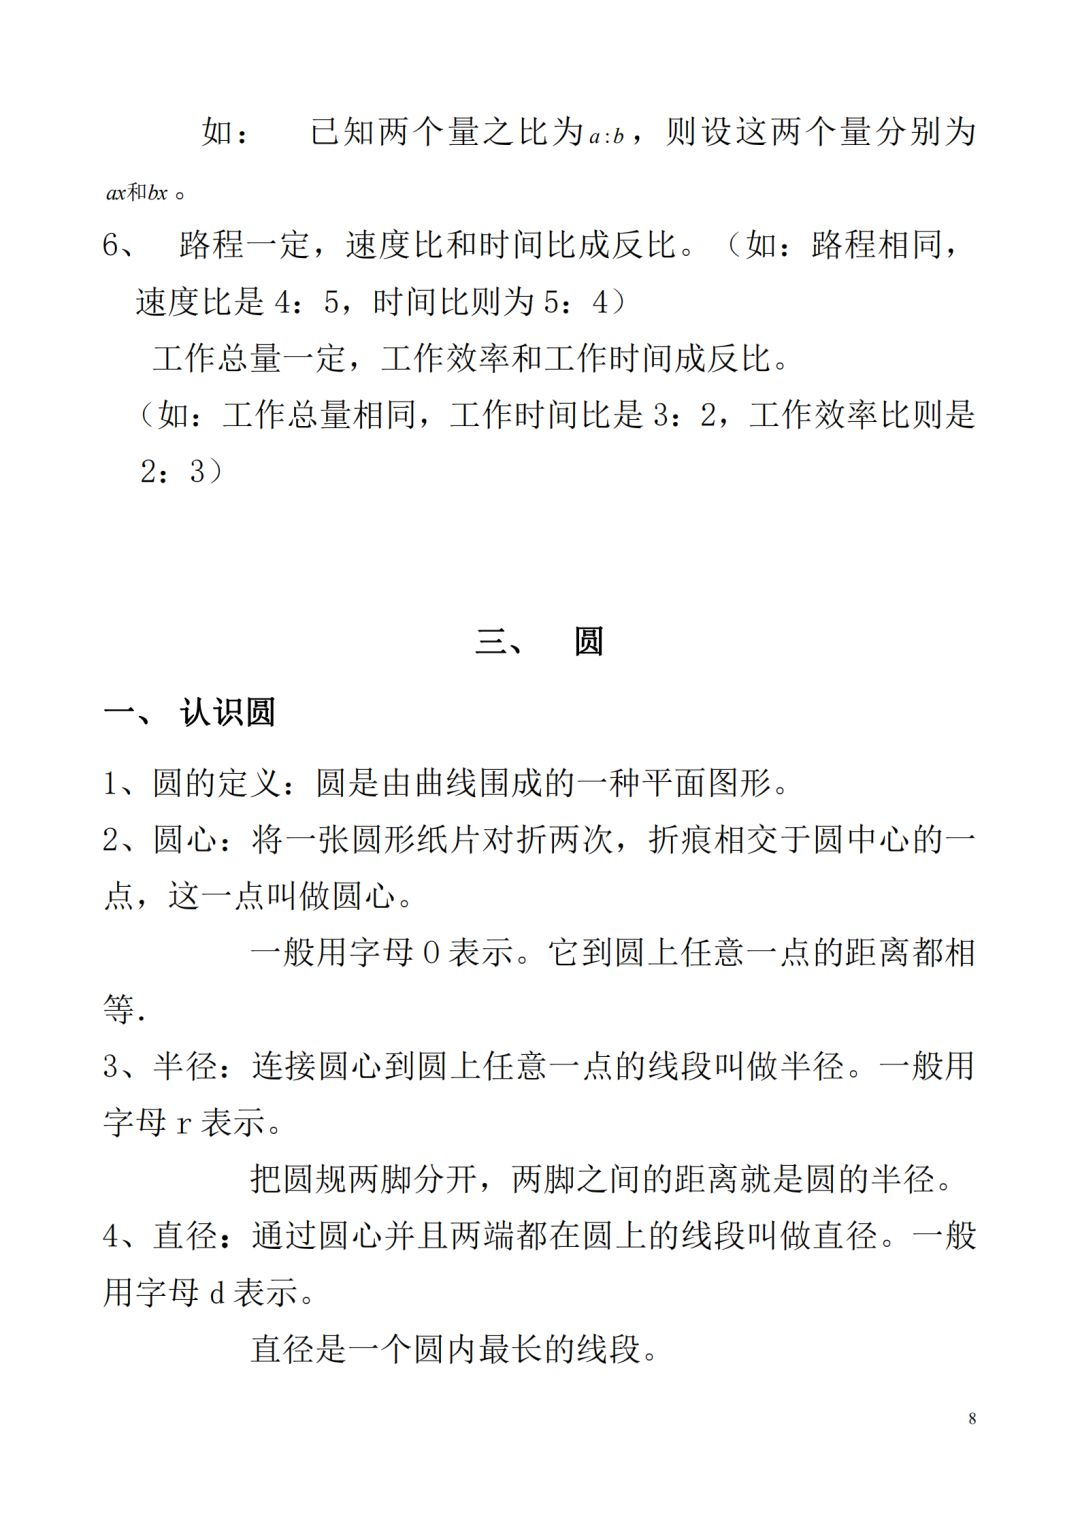 如：　已知两个量之比为a:b，则设这两个量分别为
ax和bx。
6、　路程一定，速度比和时间比成反比。（如：路程相同，
速度比是4：5，时间比则为5：4）
工作总量一定，工作效率和工作时间成反比。
（如：工作总量相同，工作时间比是3：2，工作效率比则是
2：3）
三、　圆
一、 认识圆
1、圆的定义：圆是由曲线围成的一种平面图形。
2、圆心：将一张圆形纸片对折两次，折痕相交于圆中心的一
点，这一点叫做圆心。
一般用字母O表示。它到圆上任意一点的距离都相
等．
3、半径：连接圆心到圆上任意一点的线段叫做半径。一般用
字母r表示。
把圆规两脚分开，两脚之间的距离就是圆的半径。
4、直径：通过圆心并且两端都在圆上的线段叫做直径。一般
用字母d表示。
直径是一个圆内最长的线段。
8